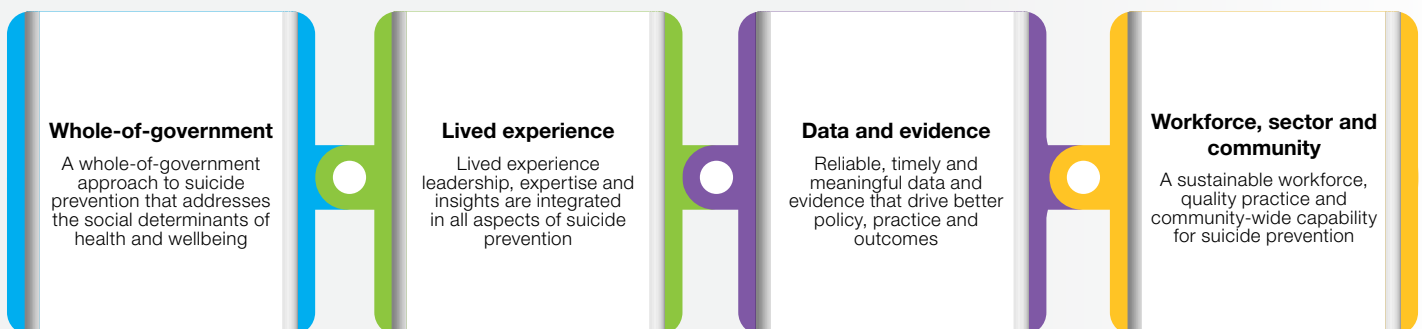 Whole-of-government
A whole-of-government
approach to suicide
prevention that addresses
the social determinants of
health and wellbeing
Lived experience
Lived experience
leadership, expertise and
insights are integrated
in all aspects of suicide
prevention
Data and evidence
Reliable, timely and
meaningful data and
evidence that drive better
policy, practice and
outcomes
Workforce, sector and
community
A sustainable workforce,
quality practice and
community-wide capability
for suicide prevention